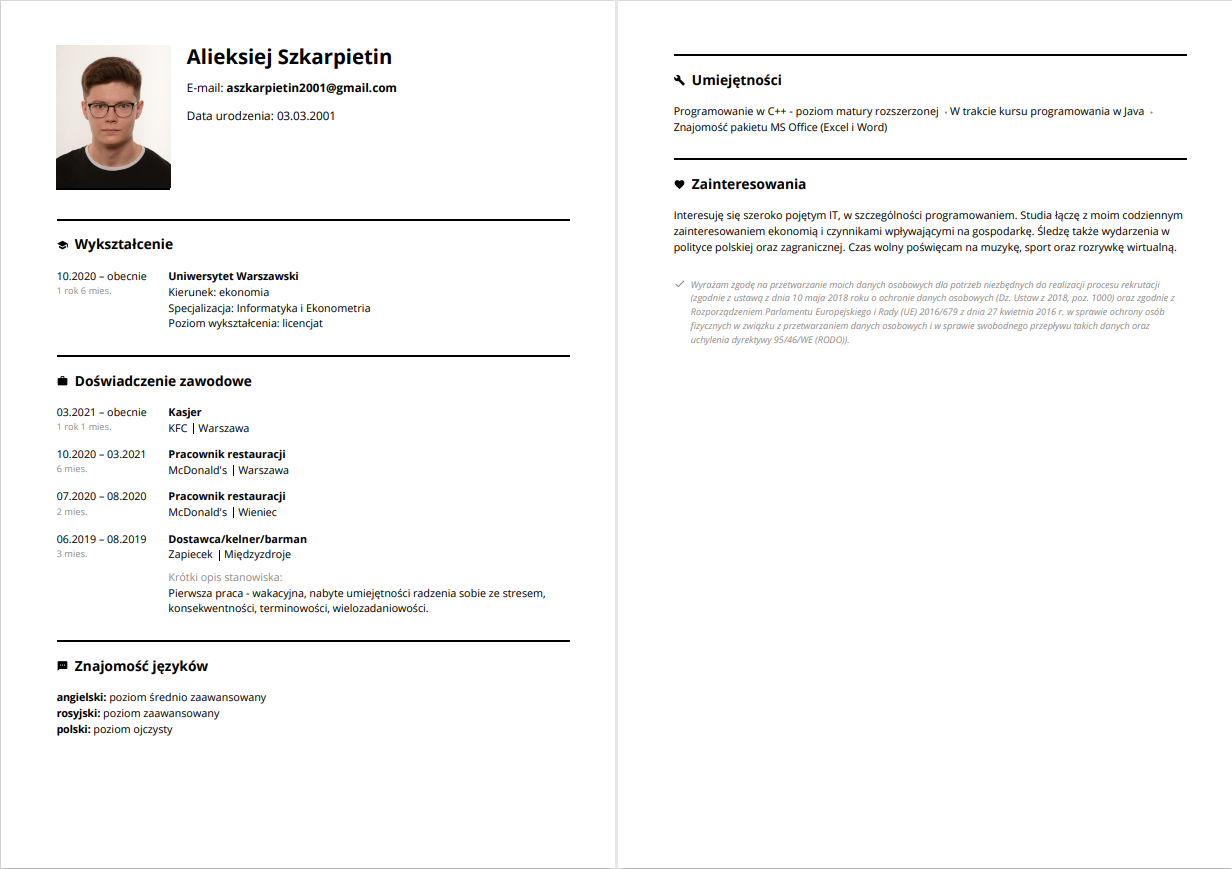 Alieksiej Szkarpietin
E-mail: aszkarpietin2001@gmail.com
Data urodzenia: 03.03.2001
Wykształcenie
10.2020 – obecnie Uniwersytet Warszawski
1 rok 6 mies. Kierunek: ekonomia
Specjalizacja: Informatyka i Ekonometria
Poziom wykształcenia: licencjat
Doświadczenie zawodowe
03.2021 – obecnie Kasjer
1 rok 1 mies. KFC | Warszawa
10.2020 – 03.2021 Pracownik restauracji
6 mies. McDonald's | Warszawa
07.2020 – 08.2020 Pracownik restauracji
2 mies. McDonald's | Wieniec
06.2019 – 08.2019 Dostawca/kelner/barman
3 mies. Zapiecek | Międzyzdroje
Krótki opis stanowiska:
Pierwsza praca - wakacyjna, nabyte umiejętności radzenia sobie ze stresem,
konsekwentności, terminowości, wielozadaniowości.
Znajomość języków
angielski: poziom średnio zaawansowany
rosyjski: poziom zaawansowany
polski: poziom ojczysty
Umiejętności
Programowanie w C++ - poziom matury rozszerzonej • W trakcie kursu programowania w Java •
Znajomość pakietu MS Office (Excel i Word)
Zainteresowania
Interesuję się szeroko pojętym IT, w szczególności programowaniem. Studia łączę z moim codziennym
zainteresowaniem ekonomią i czynnikami wpływającymi na gospodarkę. Śledzę także wydarzenia w
polityce polskiej oraz zagranicznej. Czas wolny poświęcam na muzykę, sport oraz rozrywkę wirtualną.
Wyrażam zgodę na przetwarzanie moich danych osobowych dla potrzeb niezbędnych do realizacji procesu rekrutacji
(zgodnie z ustawą z dnia 10 maja 2018 roku o ochronie danych osobowych (Dz. Ustaw z 2018, poz. 1000) oraz zgodnie z
Rozporządzeniem Parlamentu Europejskiego i Rady (UE) 2016/679 z dnia 27 kwietnia 2016 r. w sprawie ochrony osób
fizycznych w związku z przetwarzaniem danych osobowych i w sprawie swobodnego przepływu takich danych oraz
uchylenia dyrektywy 95/46/WE (RODO)).